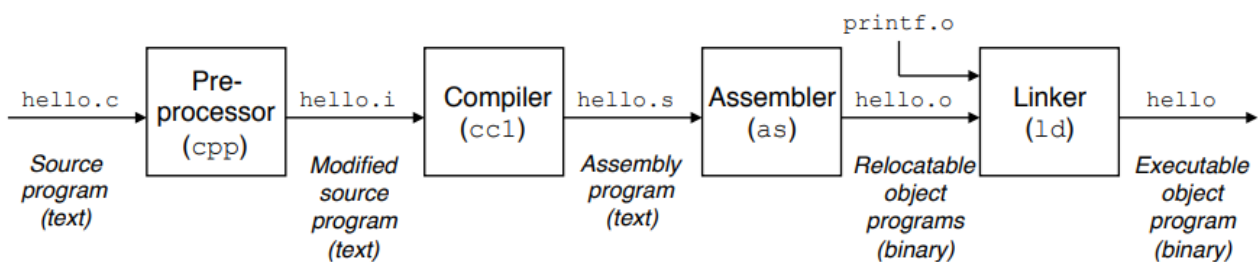 printf.o
hello.c
Pre-
processor
(cpp)
hello.i
Compiler
(cc1)
hello.s
Assembler
(as)
hello.o
Linker
(ld)
hello
Source
program
(text)
Modified
source
program
(text)
Assembly
program
(text)
Relocatable
object
programs
(binary)
Executable
object
program
(binary)